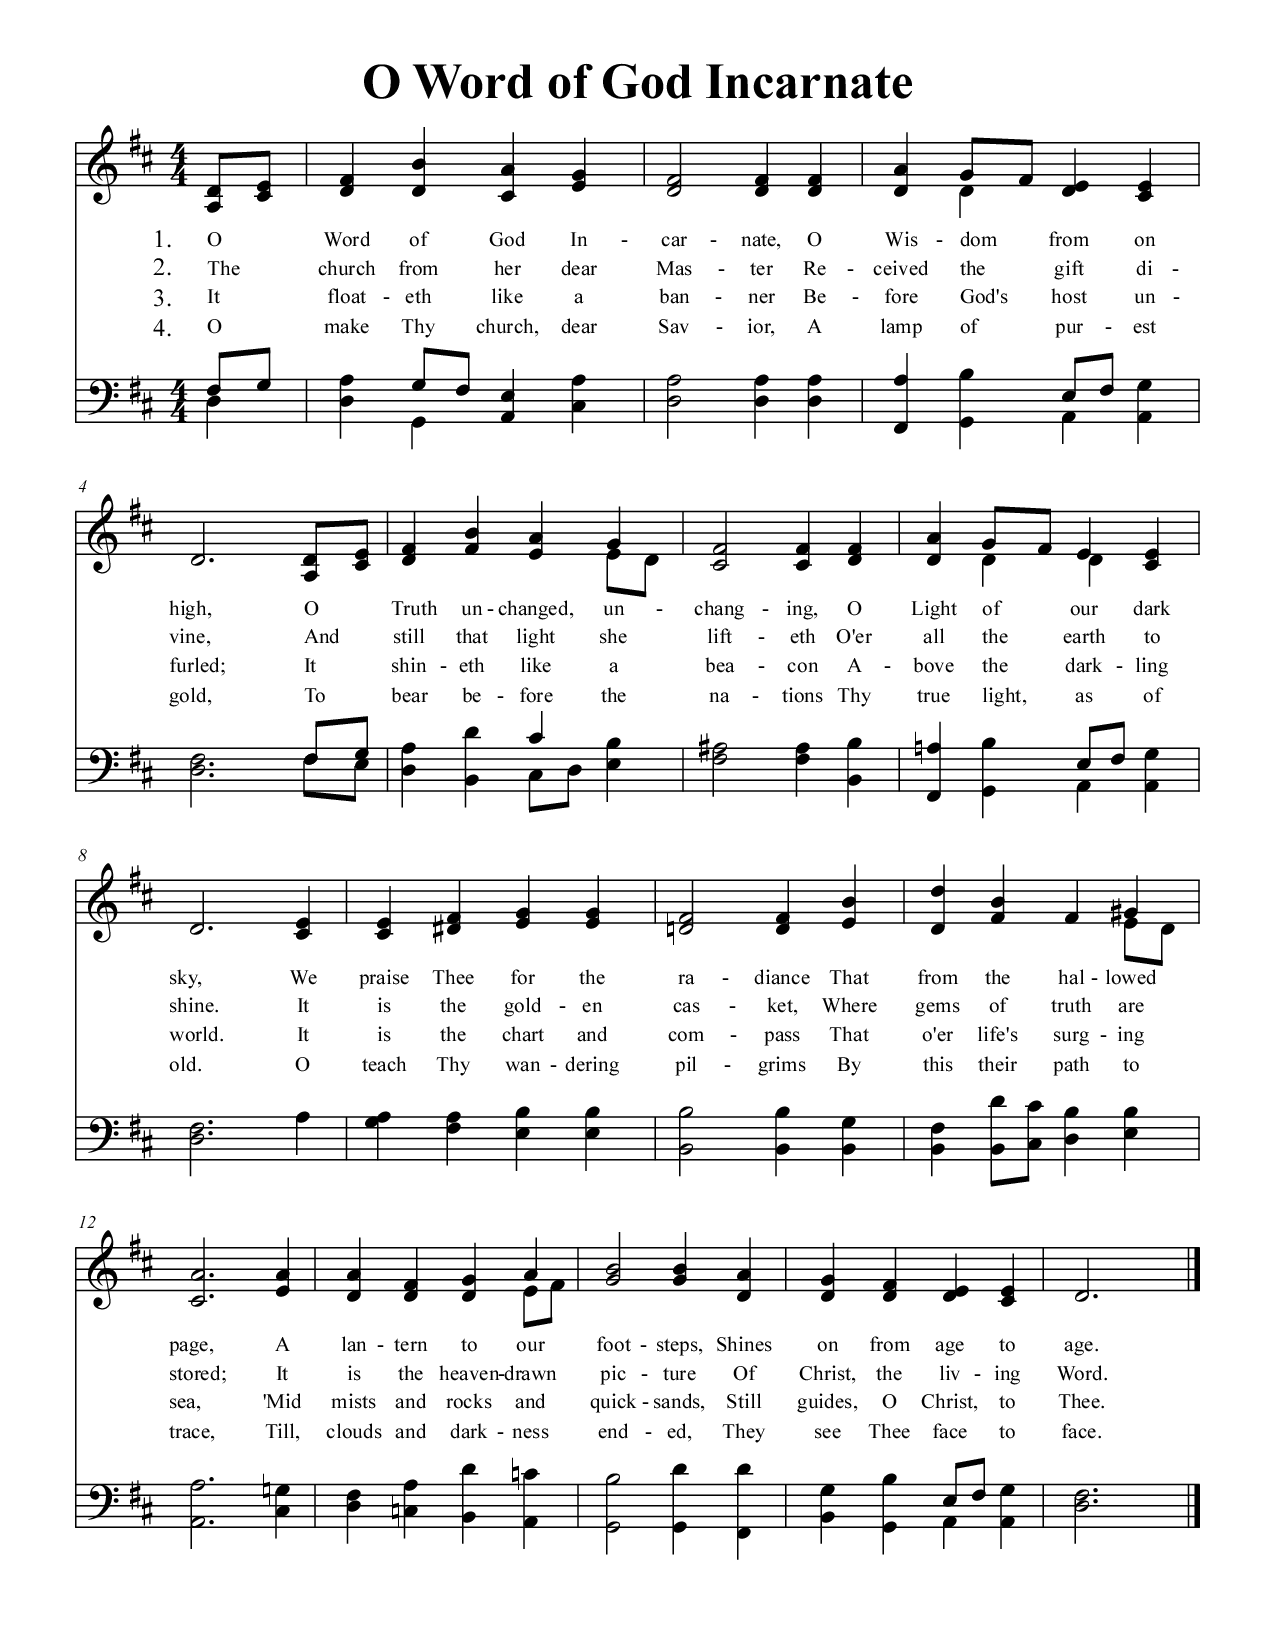 O Word of God Incarnate
1. O Word of God In - car - nate, O Wis - dom from on
2. The church from her dear Mas - ter Re - ceived the gift di -
3. It float - eth like a ban - ner Be - fore God's host un -
4. O make Thy church, dear Sav - ior, A lamp of pur - est
4
high, O Truth un - changed, un - chang - ing, O Light of our dark
vine, And still that light she lift - eth O'er all the earth to
furled; It shin - eth like a bea - con A - bove the dark - ling
gold, To bear be - fore the na - tions Thy true light, as of
8
sky, We praise Thee for the ra - diance That from the hal - lowed
shine. It is the gold - en cas - ket, Where gems of truth are
world. It is the chart and com - pass That o'er life's surg - ing
old. O teach Thy wan - dering pil - grims By this their path to
12
page, A lan - tern to our foot - steps, Shines on from age to age.
stored; It is the heaven - drawn pic - ture Of Christ, the liv - ing Word.
sea, 'Mid mists and rocks and quick - sands, Still guides, O Christ, to Thee.
trace, Till, clouds and dark - ness end - ed, They see Thee face to face.